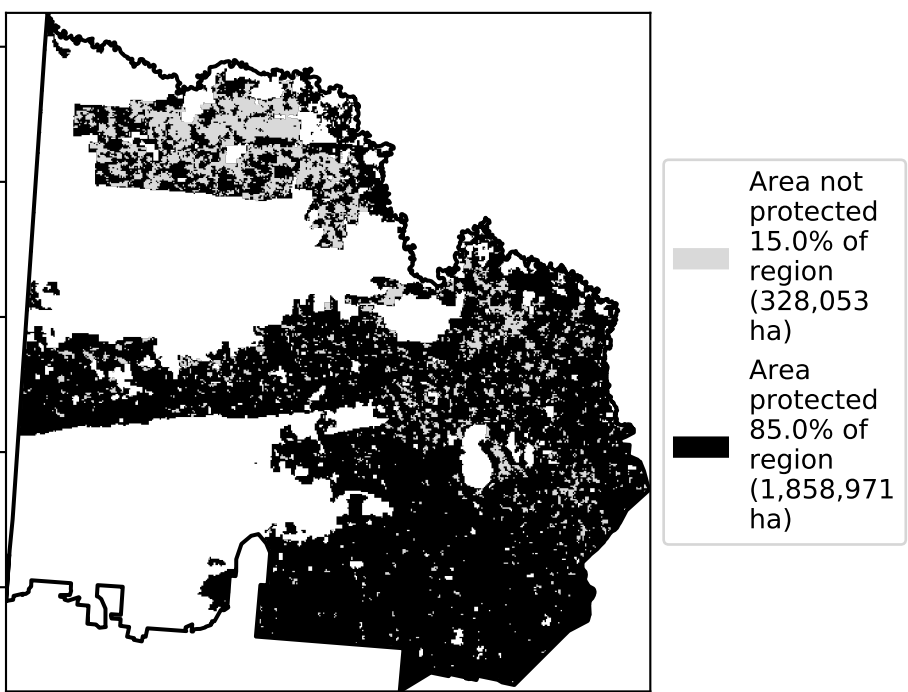 Area not
protected
15.0% of
region
(328,053
ha)
Area
protected
85.0% of
region
(1,858,971
ha)